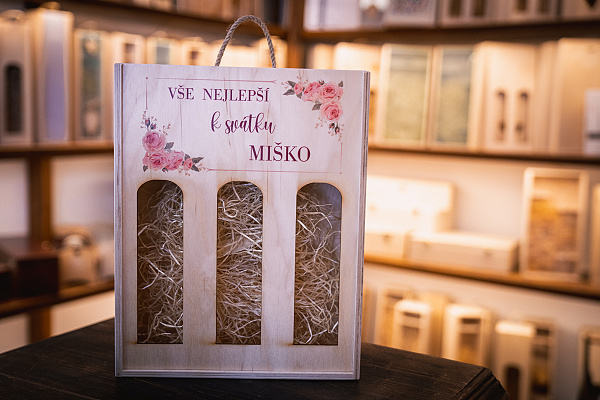 VŠE NEJLEPŠÍ
k svátku
MIŠKO